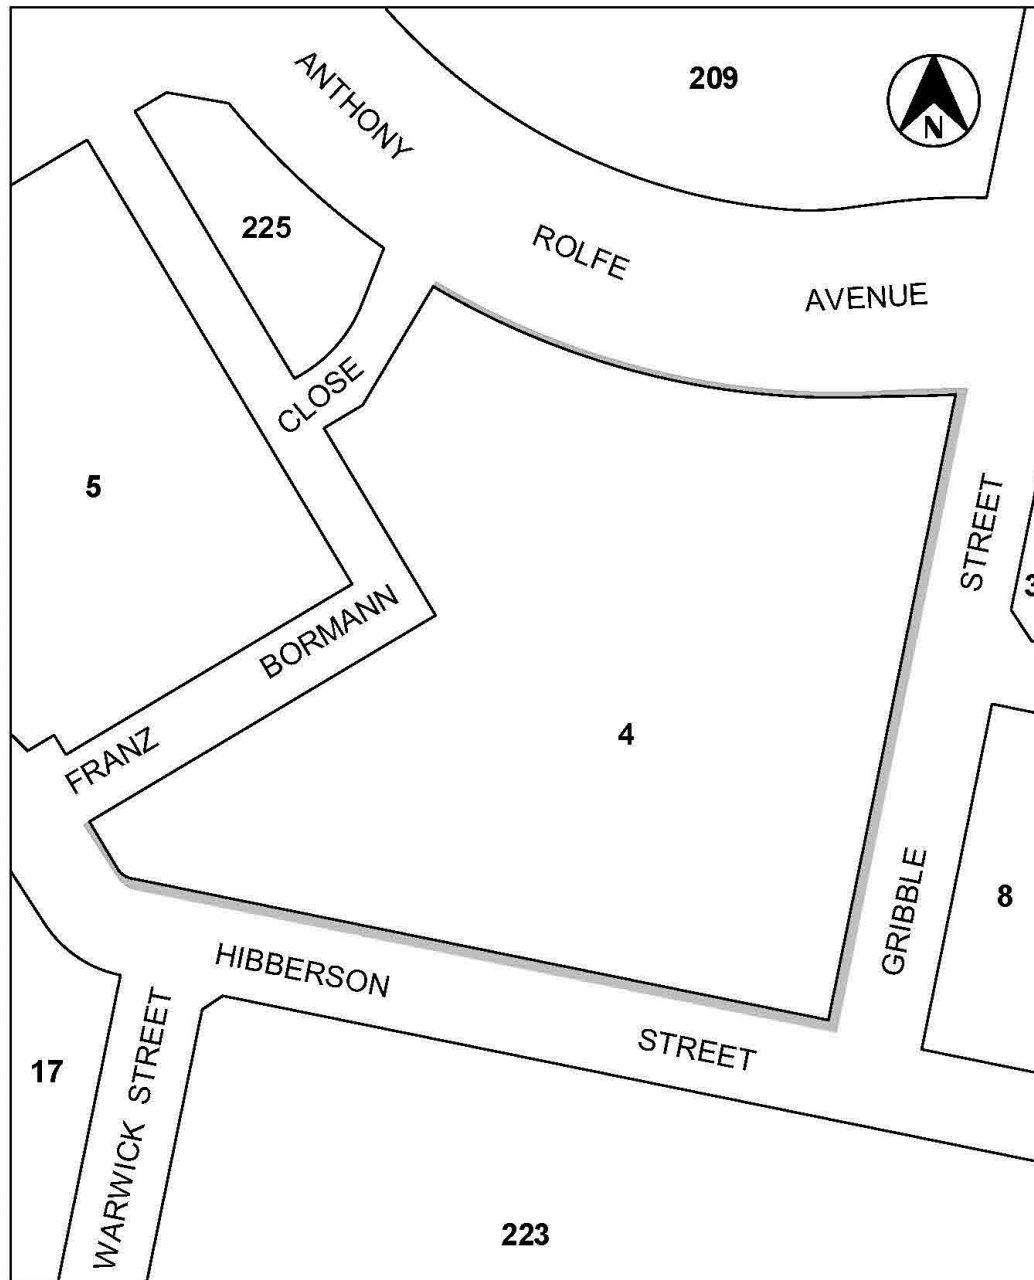 209
N
ANTHONY
225
ROLFE
AVENUE
CLOSE
5
STREET
3
BORMANN
4
FRANZ
GRIBBLE
8
HIBBERSON
STREET
17
WARWICK STREET
223